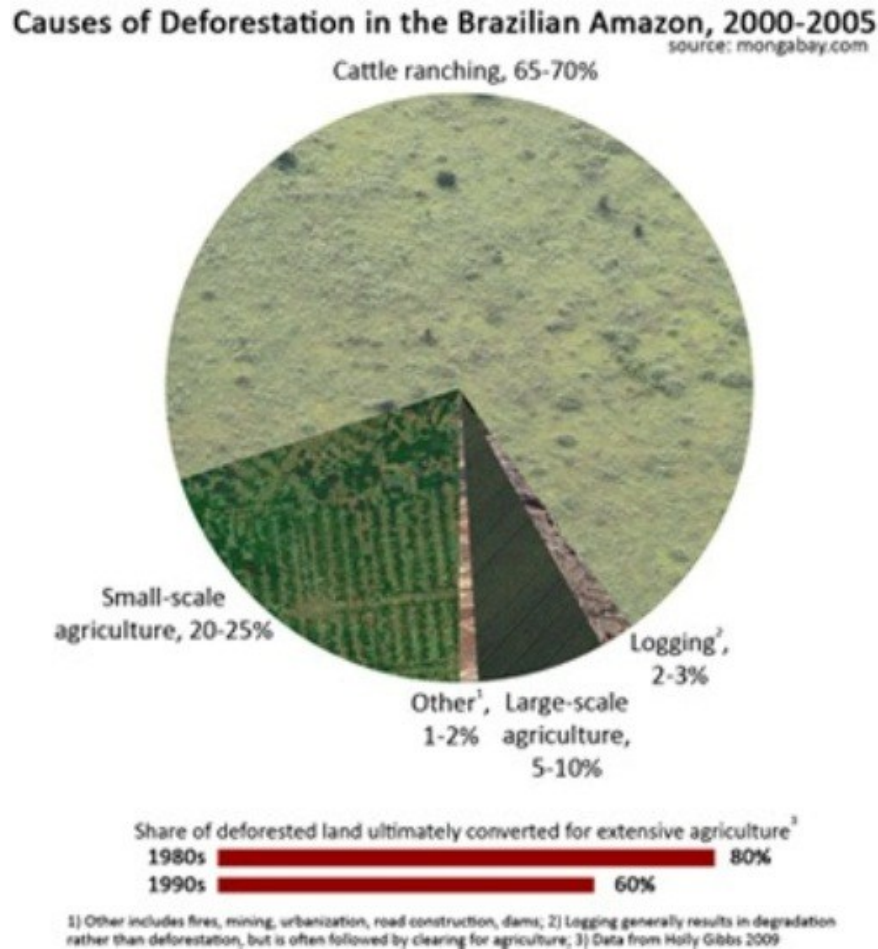 Causes of Deforestation in the Brazilian Amazon, 2000-2005
source: mongabay.com
Cattle ranching, 65-70%
Small-scale
agriculture, 20-25%
Logging²,
2-3%
Other¹,
1-2%
Large-scale
agriculture,
5-10%
Share of deforested land ultimately converted for extensive agriculture³
1980s 80%
1990s 60%
1) Other includes fires, mining, urbanization, road construction, dams; 2) Logging generally results in degradation
rather than deforestation, but is often followed by clearing for agriculture; 3) Data from Holly Gibbs 2009